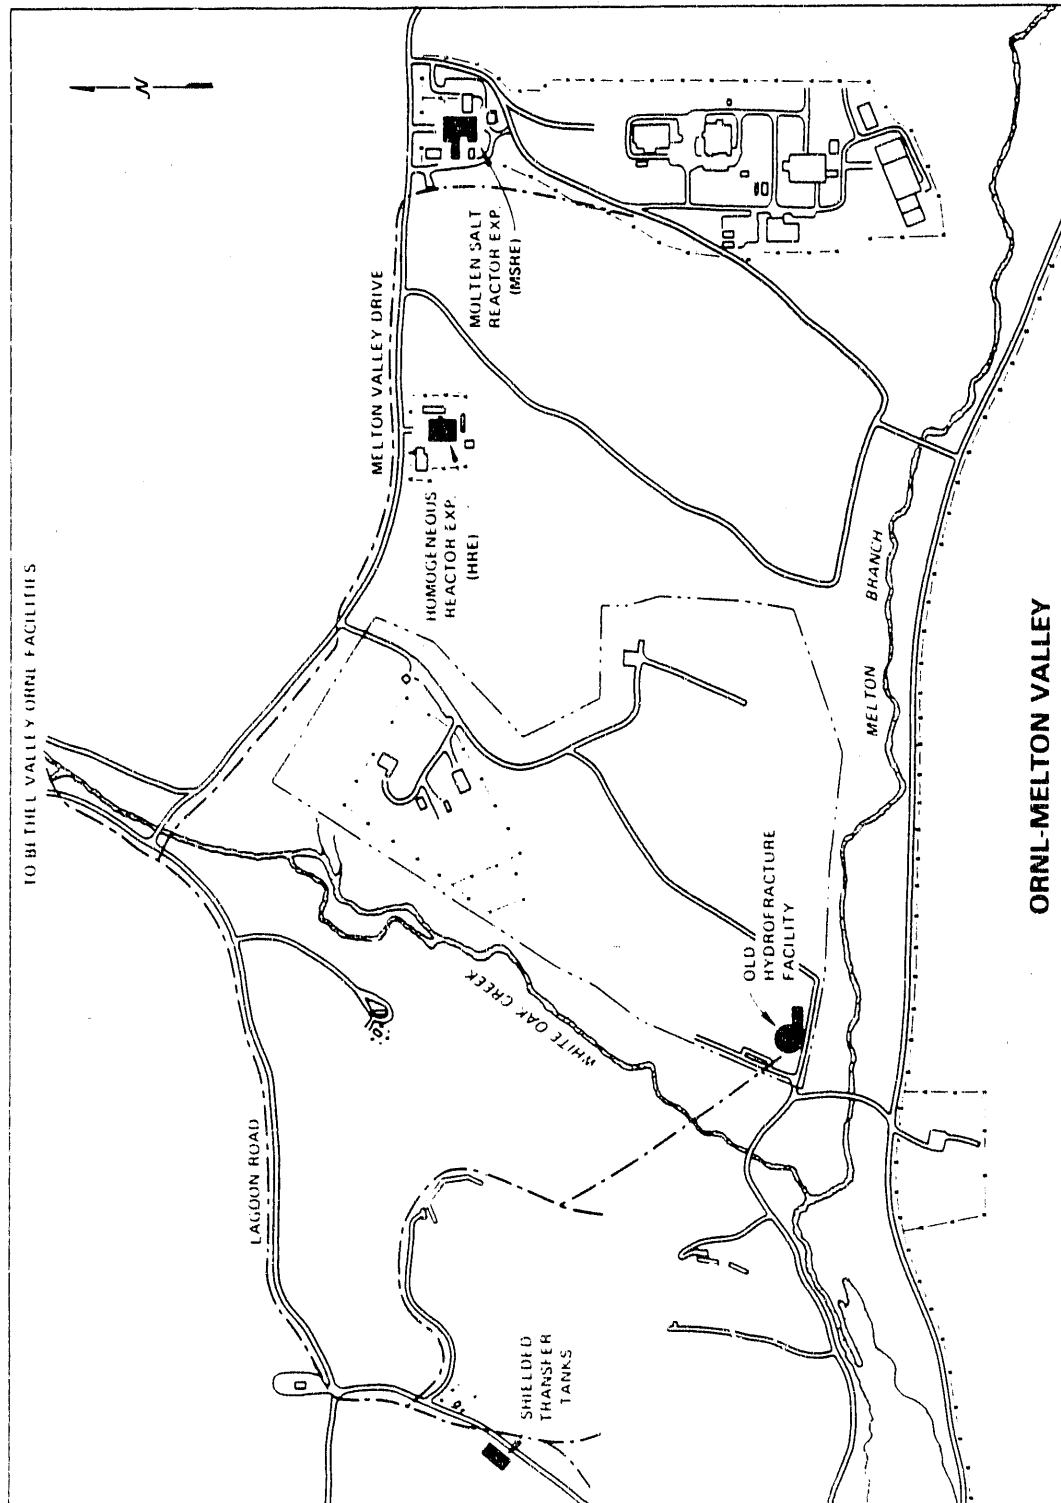 TO BETHEL VALLEY ORNL FACILITIES
N
MELTON VALLEY DRIVE
MOLTEN SALT
REACTOR EXP.
(MSRE)
HOMOGENEOUS
REACTOR EXP.
(HRE)
LAGOON ROAD
WHITE OAK CREEK
SHIELDED
TRANSFER
TANKS
OLD
HYDROFRACTURE
FACILITY
MELTON BRANCH
ORNL-MELTON VALLEY